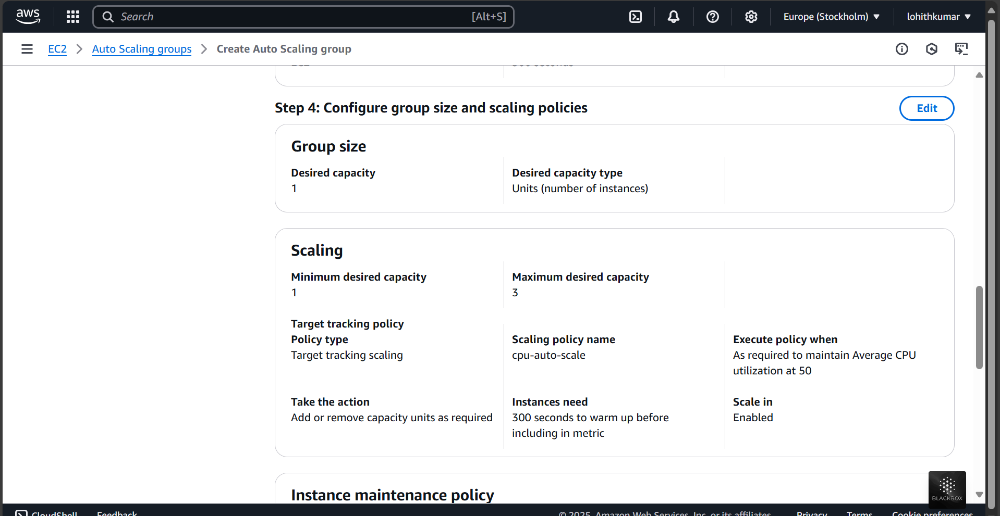 aws
Search
[Alt+S]
Europe (Stockholm)
lohithkumar
EC2
Auto Scaling groups
Create Auto Scaling group
Step 4: Configure group size and scaling policies
Edit
Group size
Desired capacity
1
Desired capacity type
Units (number of instances)
Scaling
Minimum desired capacity
1
Maximum desired capacity
3
Target tracking policy
Policy type
Target tracking scaling
Scaling policy name
cpu-auto-scale
Execute policy when
As required to maintain Average CPU
utilization at 50
Take the action
Add or remove capacity units as required
Instances need
300 seconds to warm up before
including in metric
Scale in
Enabled
Instance maintenance policy
BLACKBOX
CloudShell
Feedback
© 2025, Amazon Web Services, Inc. or its affiliates.
Privacy
Terms
Cookie preferences